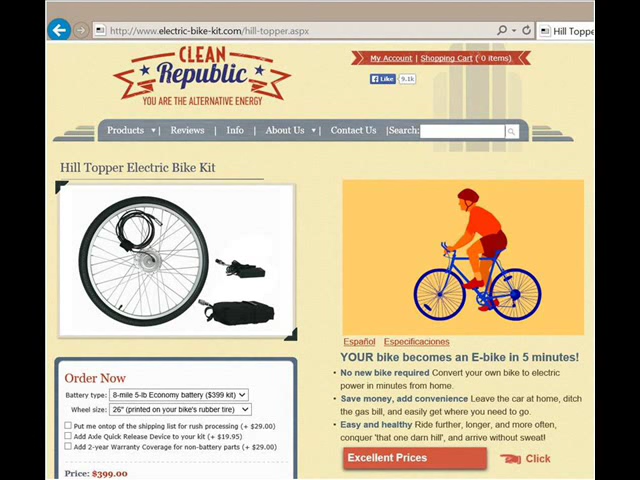 http://www.electric-bike-kit.com/hill-topper.aspx
Hill Toppe
CLEAN
Republic
YOU ARE THE ALTERNATIVE ENERGY
My Account | Shopping Cart ( 0 items)
Like 9.1k
Products | Reviews | Info | About Us | Contact Us | Search:
Hill Topper Electric Bike Kit
Español Especificaciones
YOUR bike becomes an E-bike in 5 minutes!
• No new bike required Convert your own bike to electric
power in minutes from home.
• Save money, add convenience Leave the car at home, ditch
the gas bill, and easily get where you need to go.
• Easy and healthy Ride further, longer, and more often,
conquer 'that one darn hill', and arrive without sweat!
Excellent Prices
Click
Order Now
Battery type: 8-mile 5-lb Economy battery ($399 kit)
Wheel size: 26" (printed on your bike's rubber tire)
Put me ontop of the shipping list for rush processing (+ $29.00)
Add Axle Quick Release Device to your kit (+ $19.95)
Add 2-year Warranty Coverage for non-battery parts (+ $29.00)
Price: $399.00